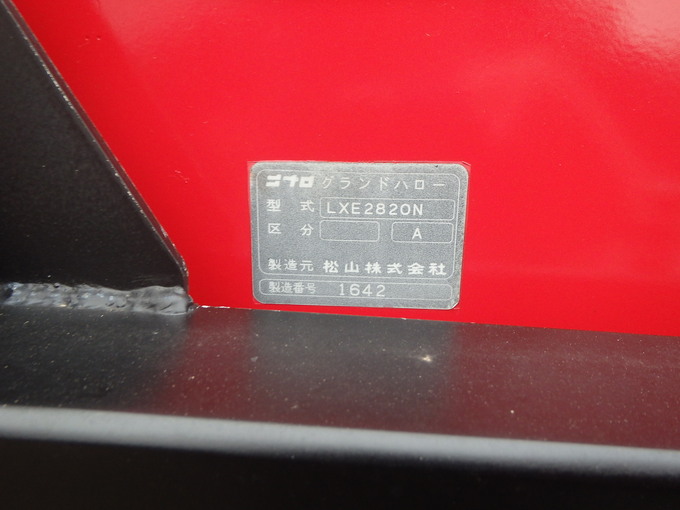 ニプロ グランドハロー
型式 LXE2820N
区分 A
製造元 松山株式会社
製造番号 1642